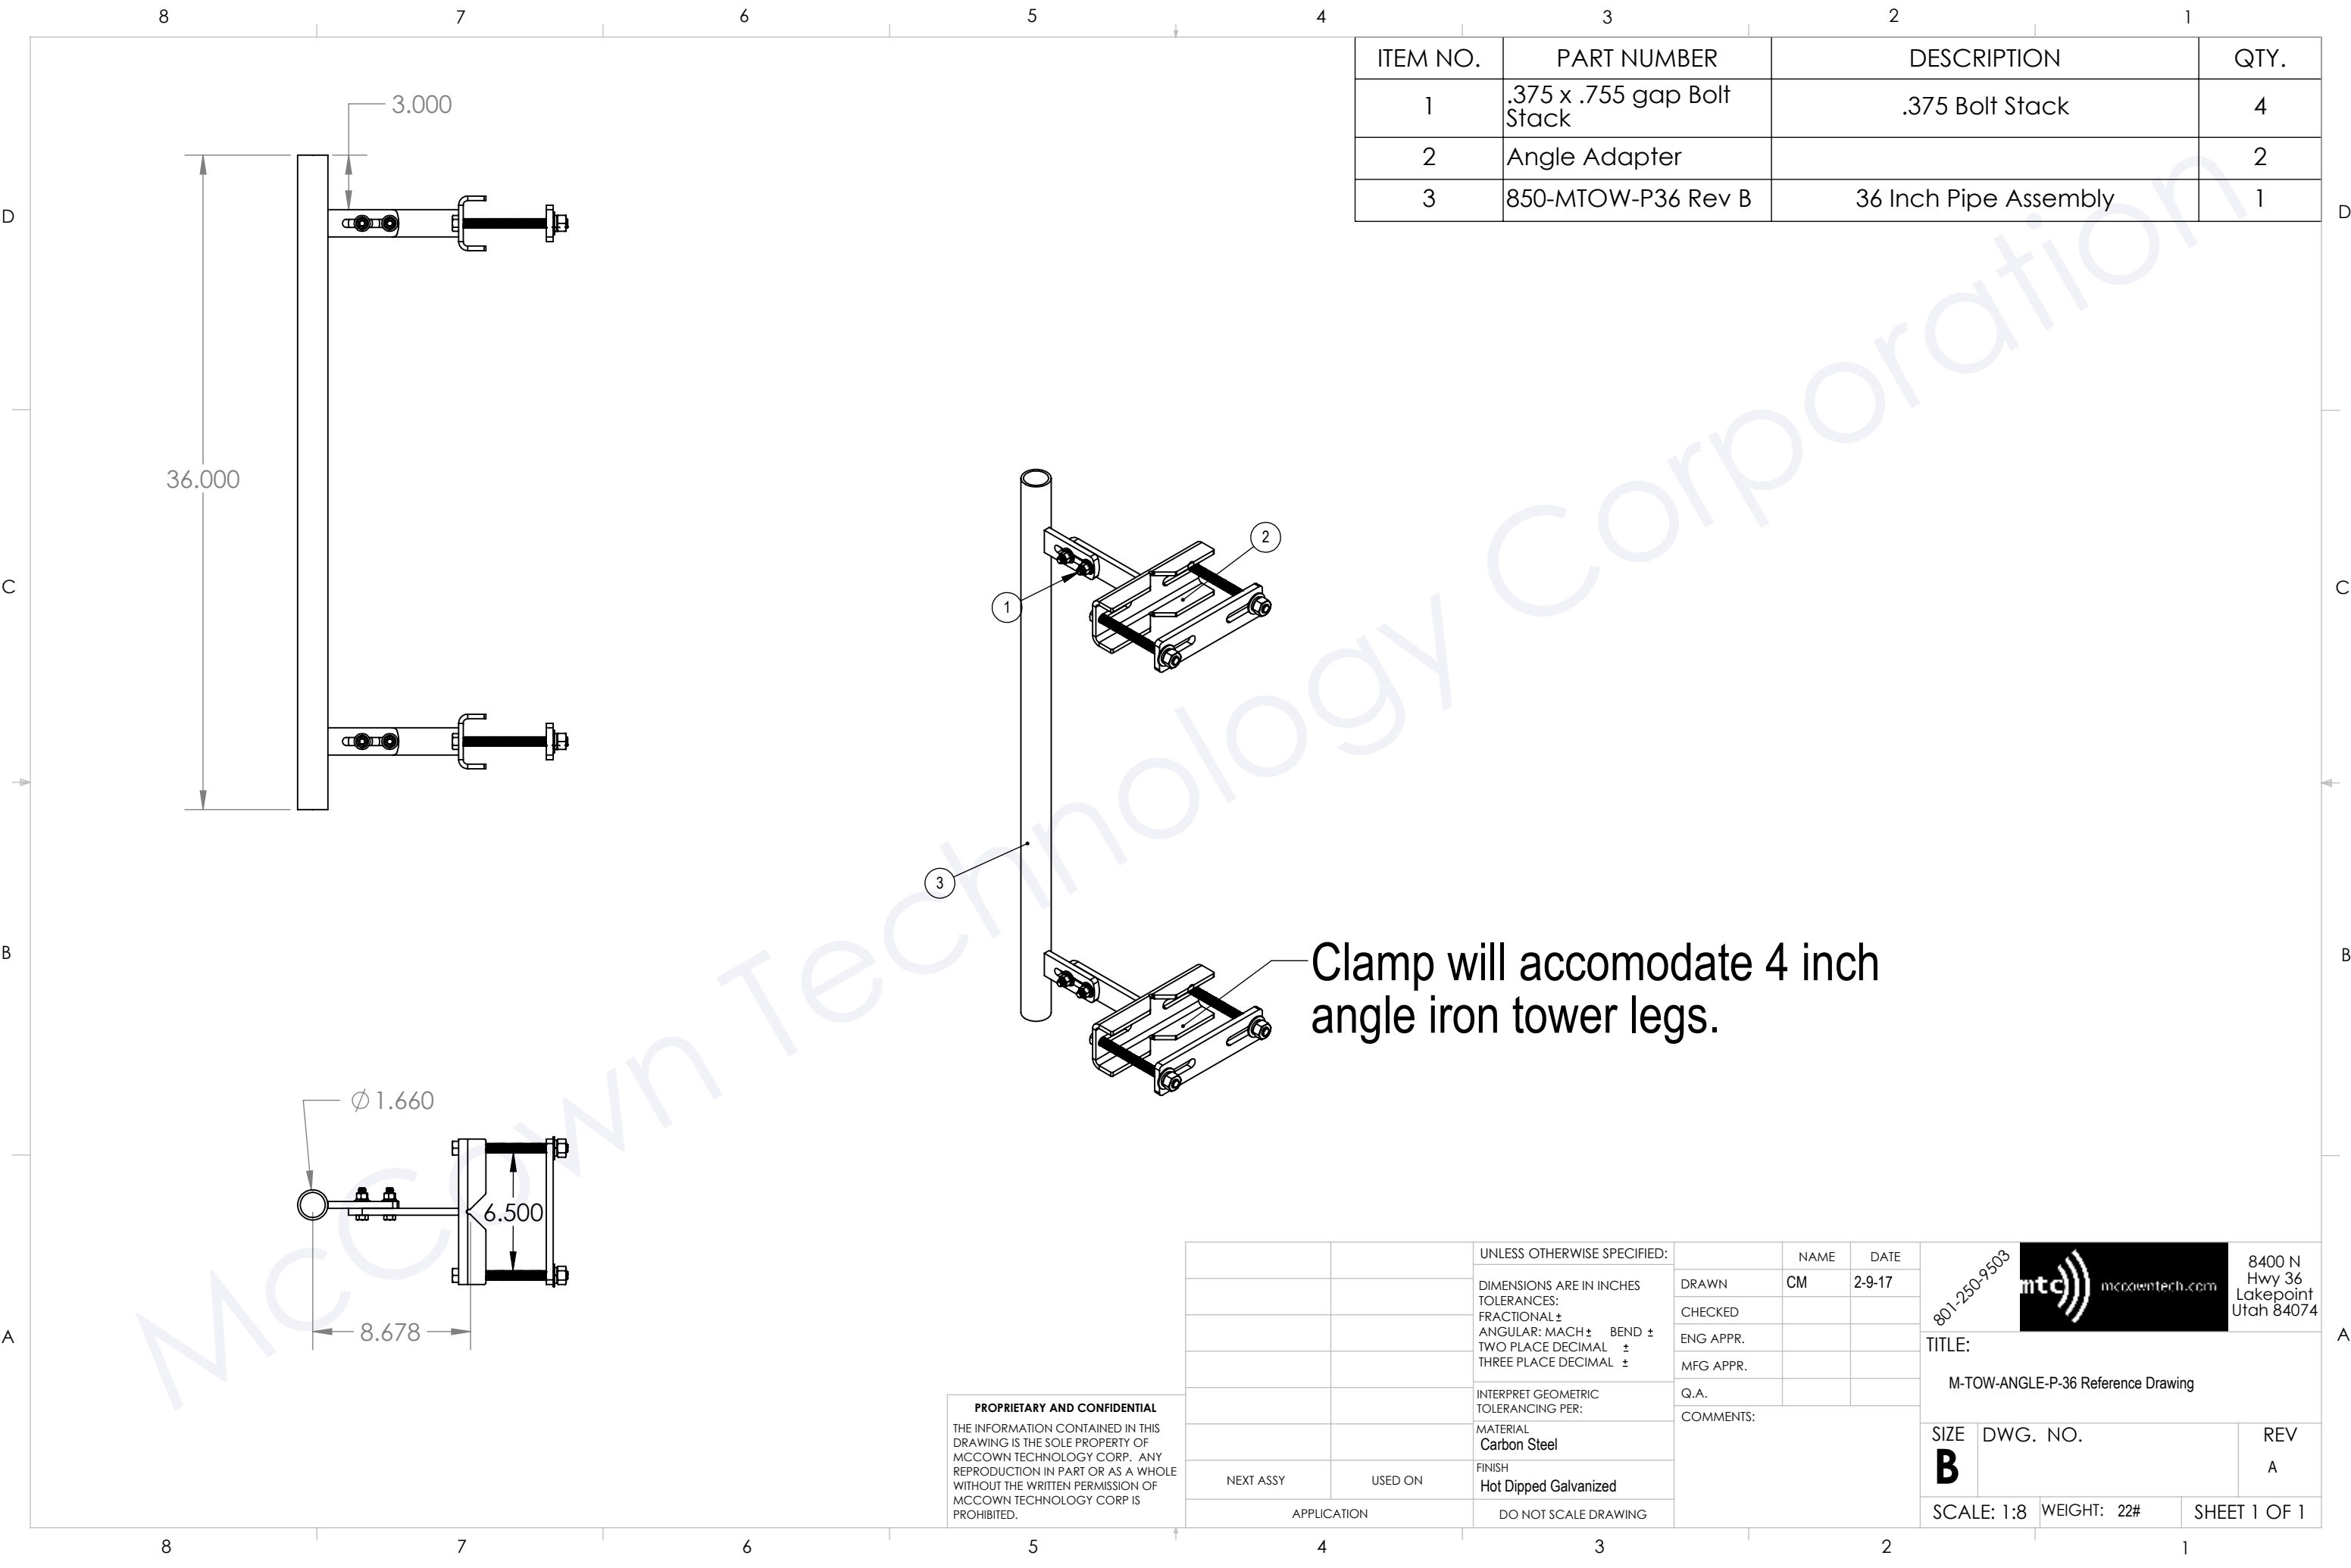 8 7 6 5 4 3 2 1
ITEM NO. PART NUMBER DESCRIPTION QTY.
1 .375 x .755 gap Bolt Stack .375 Bolt Stack 4
2 Angle Adapter 2
3 850-MTOW-P36 Rev B 36 Inch Pipe Assembly 1
D D
C C
B B
A A
3.000
36.000
1
2
3
Clamp will accomodate 4 inch
angle iron tower legs.
∅ 1.660
6.500
8.678
McCown Technology Corporation
PROPRIETARY AND CONFIDENTIAL
THE INFORMATION CONTAINED IN THIS
DRAWING IS THE SOLE PROPERTY OF
MCCOWN TECHNOLOGY CORP. ANY
REPRODUCTION IN PART OR AS A WHOLE
WITHOUT THE WRITTEN PERMISSION OF
MCCOWN TECHNOLOGY CORP IS
PROHIBITED.
NEXT ASSY USED ON
APPLICATION
UNLESS OTHERWISE SPECIFIED:
DIMENSIONS ARE IN INCHES
TOLERANCES:
FRACTIONAL ±
ANGULAR: MACH ± BEND ±
TWO PLACE DECIMAL ±
THREE PLACE DECIMAL ±
INTERPRET GEOMETRIC
TOLERANCING PER:
MATERIAL
Carbon Steel
FINISH
Hot Dipped Galvanized
DO NOT SCALE DRAWING
NAME DATE
DRAWN CM 2-9-17
CHECKED
ENG APPR.
MFG APPR.
Q.A.
COMMENTS:
801-250-9503
mtc mccowntech.com
8400 N
Hwy 36
Lakepoint
Utah 84074
TITLE:
M-TOW-ANGLE-P-36 Reference Drawing
SIZE DWG. NO. REV
B A
SCALE: 1:8 WEIGHT: 22# SHEET 1 OF 1
8 7 6 5 4 3 2 1